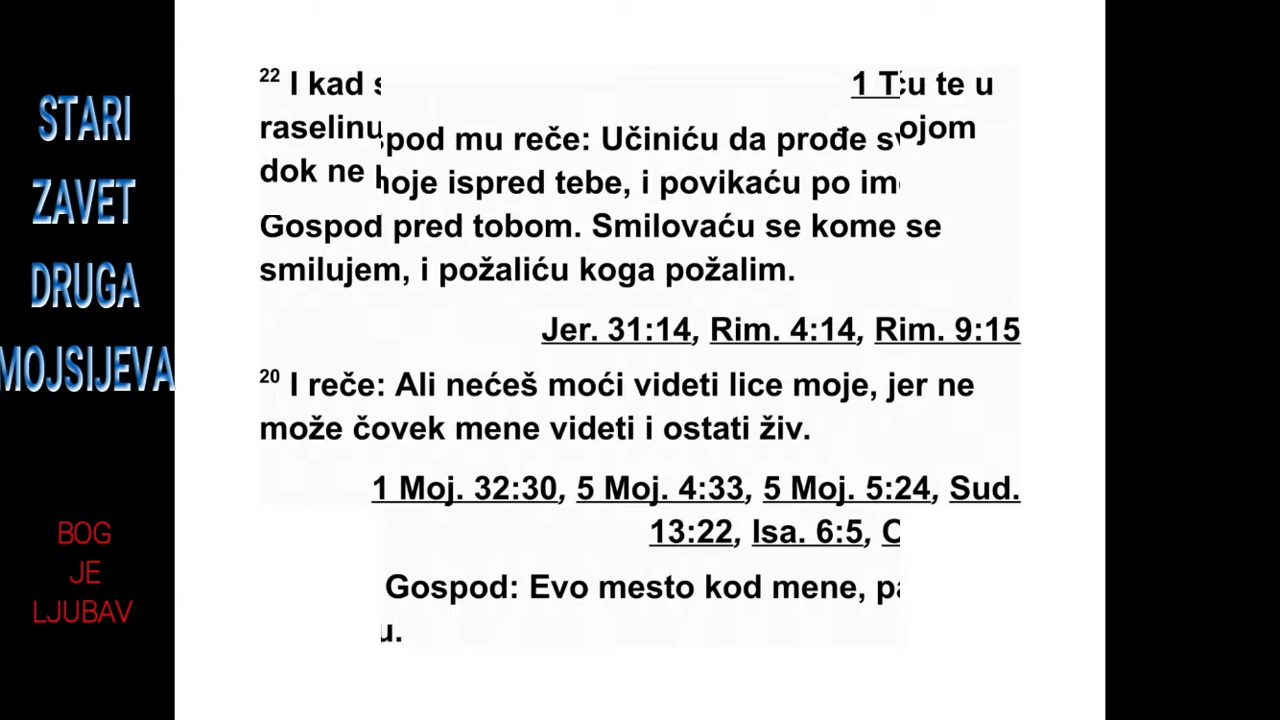 STARI
ZAVET
DRUGA
MOJSIJEVA
BOG
JE
LJUBAV
22 I kad 1 T u te u
raselinu pod mu reče: Učiniću da prođe ojom
dok ne oje ispred tebe, i povikaću po im
Gospod pred tobom. Smilovaću se kome se
smilujem, i požaliću koga požalim.
Jer. 31:14, Rim. 4:14, Rim. 9:15
20 I reče: Ali nećeš moći videti lice moje, jer ne
može čovek mene videti i ostati živ.
1 Moj. 32:30, 5 Moj. 4:33, 5 Moj. 5:24, Sud.
13:22, Isa. 6:5,
Gospod: Evo mesto kod mene,
u.